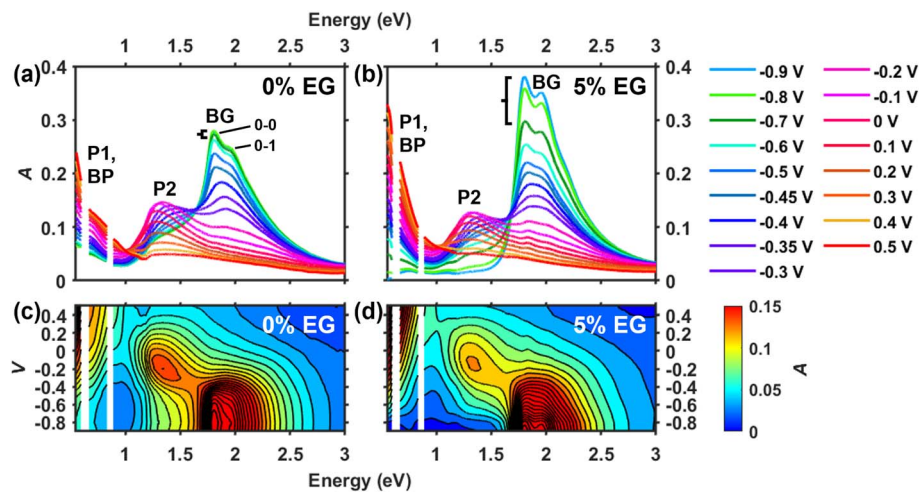 Energy (eV)
1 1.5 2 2.5 3
1 1.5 2 2.5 3
(a)
0% EG
(b)
5% EG
0.4
0.3
0.2
0.1
0
A
BG
0-0
0-1
P1,
BP
P2
BG
P1,
BP
P2
0.4
0.3
0.2
0.1
0
-0.9 V
-0.8 V
-0.7 V
-0.6 V
-0.5 V
-0.45 V
-0.4 V
-0.35 V
-0.3 V
-0.2 V
-0.1 V
0 V
0.1 V
0.2 V
0.3 V
0.4 V
0.5 V
(c)
0% EG
(d)
5% EG
0.4
0.2
0
-0.2
-0.4
-0.6
-0.8
V
0.4
0.2
0
-0.2
-0.4
-0.6
-0.8
0.15
0.1
0.05
0
A
1 1.5 2 2.5 3
1 1.5 2 2.5 3
Energy (eV)